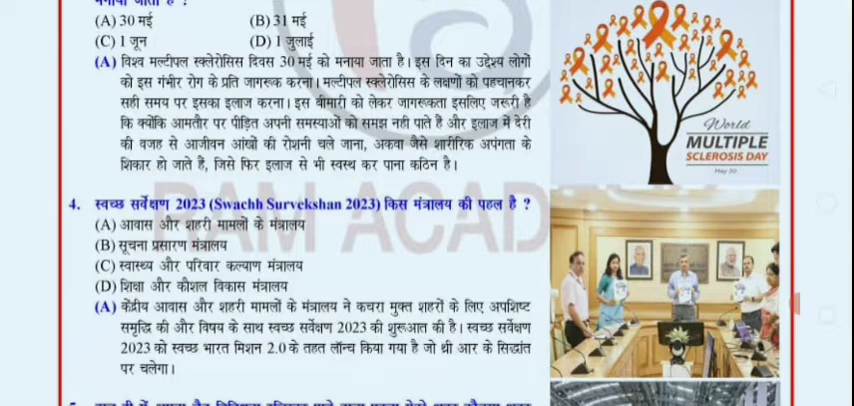 (A) 30 मई (B) 31 मई
(C) 1 जून (D) 1 जुलाई
(A) विश्व मल्टीपल स्क्लेरोसिस दिवस 30 मई को मनाया जाता है। इस दिन का उद्देश्य लोगों
को इस गंभीर रोग के प्रति जागरूक करना। मल्टीपल स्क्लेरोसिस के लक्षणों को पहचानकर
सही समय पर इसका इलाज करना। इस बीमारी को लेकर जागरूकता इसलिए जरूरी है
कि क्योंकि आमतौर पर पीड़ित अपनी समस्याओं को समझ नही पाते हैं और इलाज में देरी
की वजह से आजीवन आंखों की रोशनी चले जाना, अकवा जैसे शारीरिक अपंगता के
शिकार हो जाते हैं, जिसे फिर इलाज से भी स्वस्थ कर पाना कठिन है।
World
MULTIPLE
SCLEROSIS DAY
May 30
4. स्वच्छ सर्वेक्षण 2023 (Swachh Survekshan 2023) किस मंत्रालय की पहल है ?
(A) आवास और शहरी मामलों के मंत्रालय
(B) सूचना प्रसारण मंत्रालय
(C) स्वास्थ्य और परिवार कल्याण मंत्रालय
(D) शिक्षा और कौशल विकास मंत्रालय
(A) केंद्रीय आवास और शहरी मामलों के मंत्रालय ने कचरा मुक्त शहरों के लिए अपशिष्ट
समृद्धि की और विषय के साथ स्वच्छ सर्वेक्षण 2023 की शुरूआत की है। स्वच्छ सर्वेक्षण
2023 को स्वच्छ भारत मिशन 2.0 के तहत लॉन्च किया गया है जो थ्री आर के सिद्धांत
पर चलेगा।
RAM ACAD